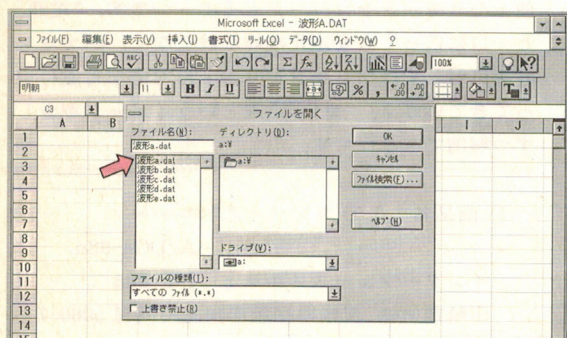 Microsoft Excel - 波形A.DAT
ファイル(F) 編集(E) 表示(V) 挿入(I) 書式(T) ツール(O) データ(D) ウィンドウ(W) ?
ABC Σ fx 100%
明朝 11 B I U % , T
C3
A B I J
1
2
3
4
5
6
7
8
9
10
11
12
13
14
15
ファイルを開く
ファイル名(N):
波形a.dat
波形a.dat
波形b.dat
波形c.dat
波形d.dat
波形e.dat
ディレクトリ(D):
a:¥
a:¥
ドライブ(V):
a:
ファイルの種類(T):
すべての ファイル (*.*)
上書き禁止(R)
OK
キャンセル
ファイル検索(F)...
ヘルプ(H)